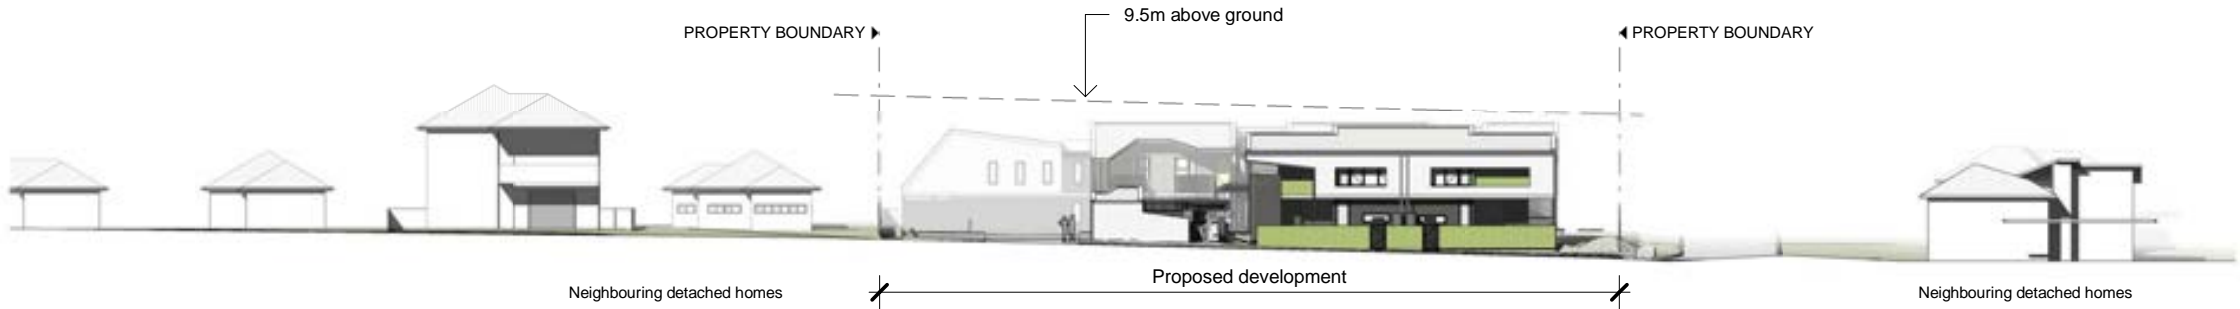 9.5m above ground
PROPERTY BOUNDARY
PROPERTY BOUNDARY
Proposed development
Neighbouring detached homes
Neighbouring detached homes